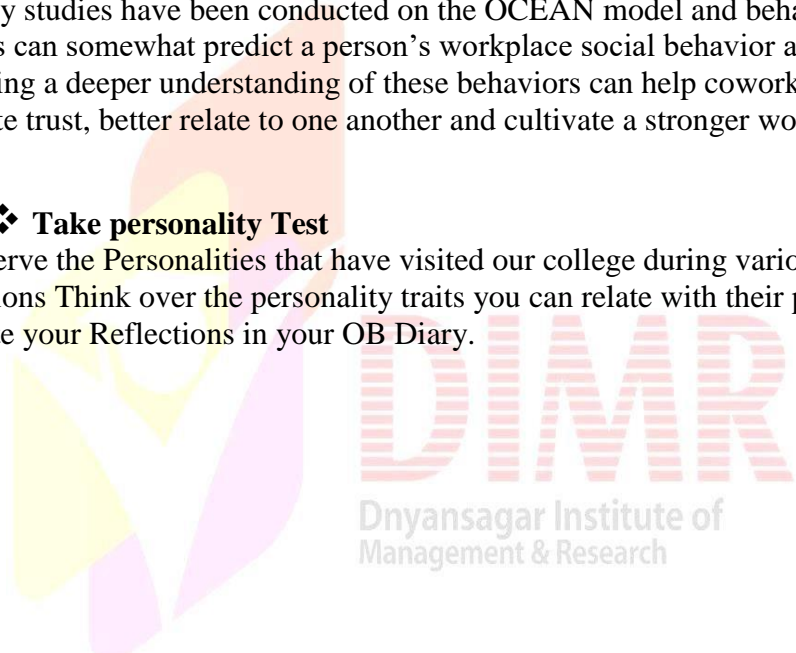 y studies have been conducted on the OCEAN model and beha
s can somewhat predict a person's workplace social behavior a
ing a deeper understanding of these behaviors can help cowork
te trust, better relate to one another and cultivate a stronger wo
❖ Take personality Test
erve the Personalities that have visited our college during vario
ions Think over the personality traits you can relate with their p
te your Reflections in your OB Diary.
DIMR
Dnyansagar Institute of
Management & Research